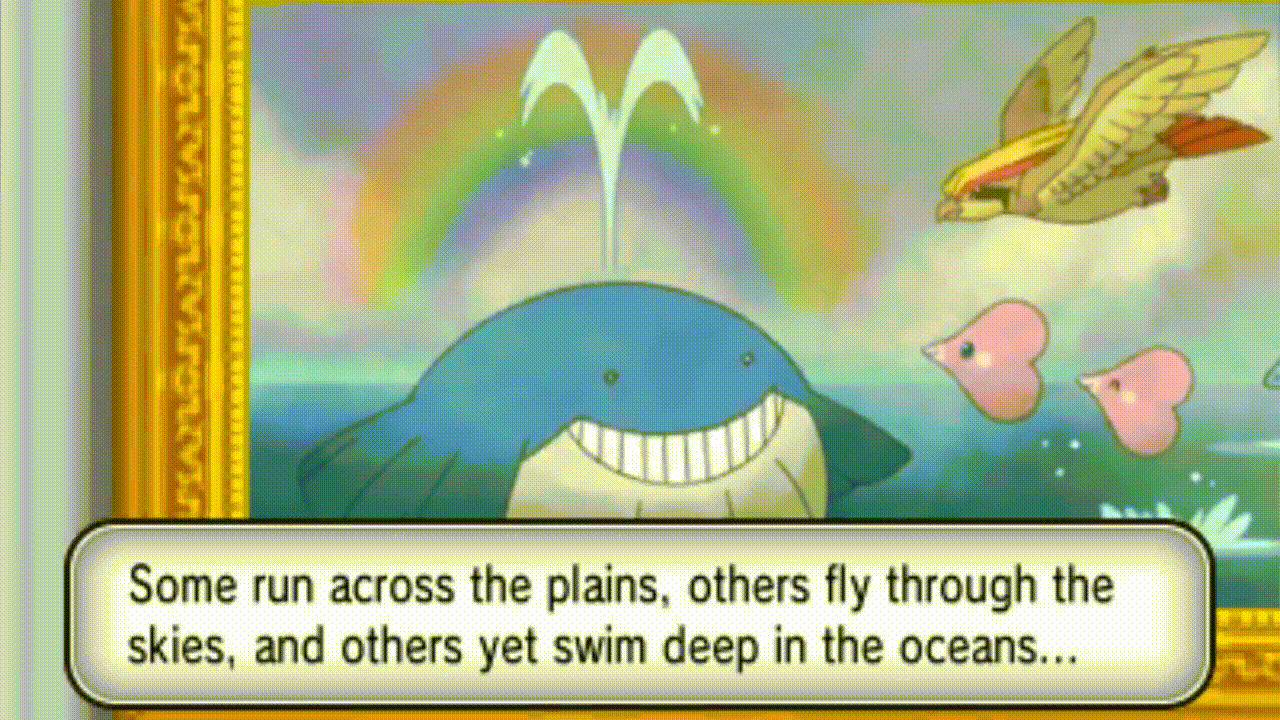 Some run across the plains, others fly through the
skies, and others yet swim deep in the oceans...